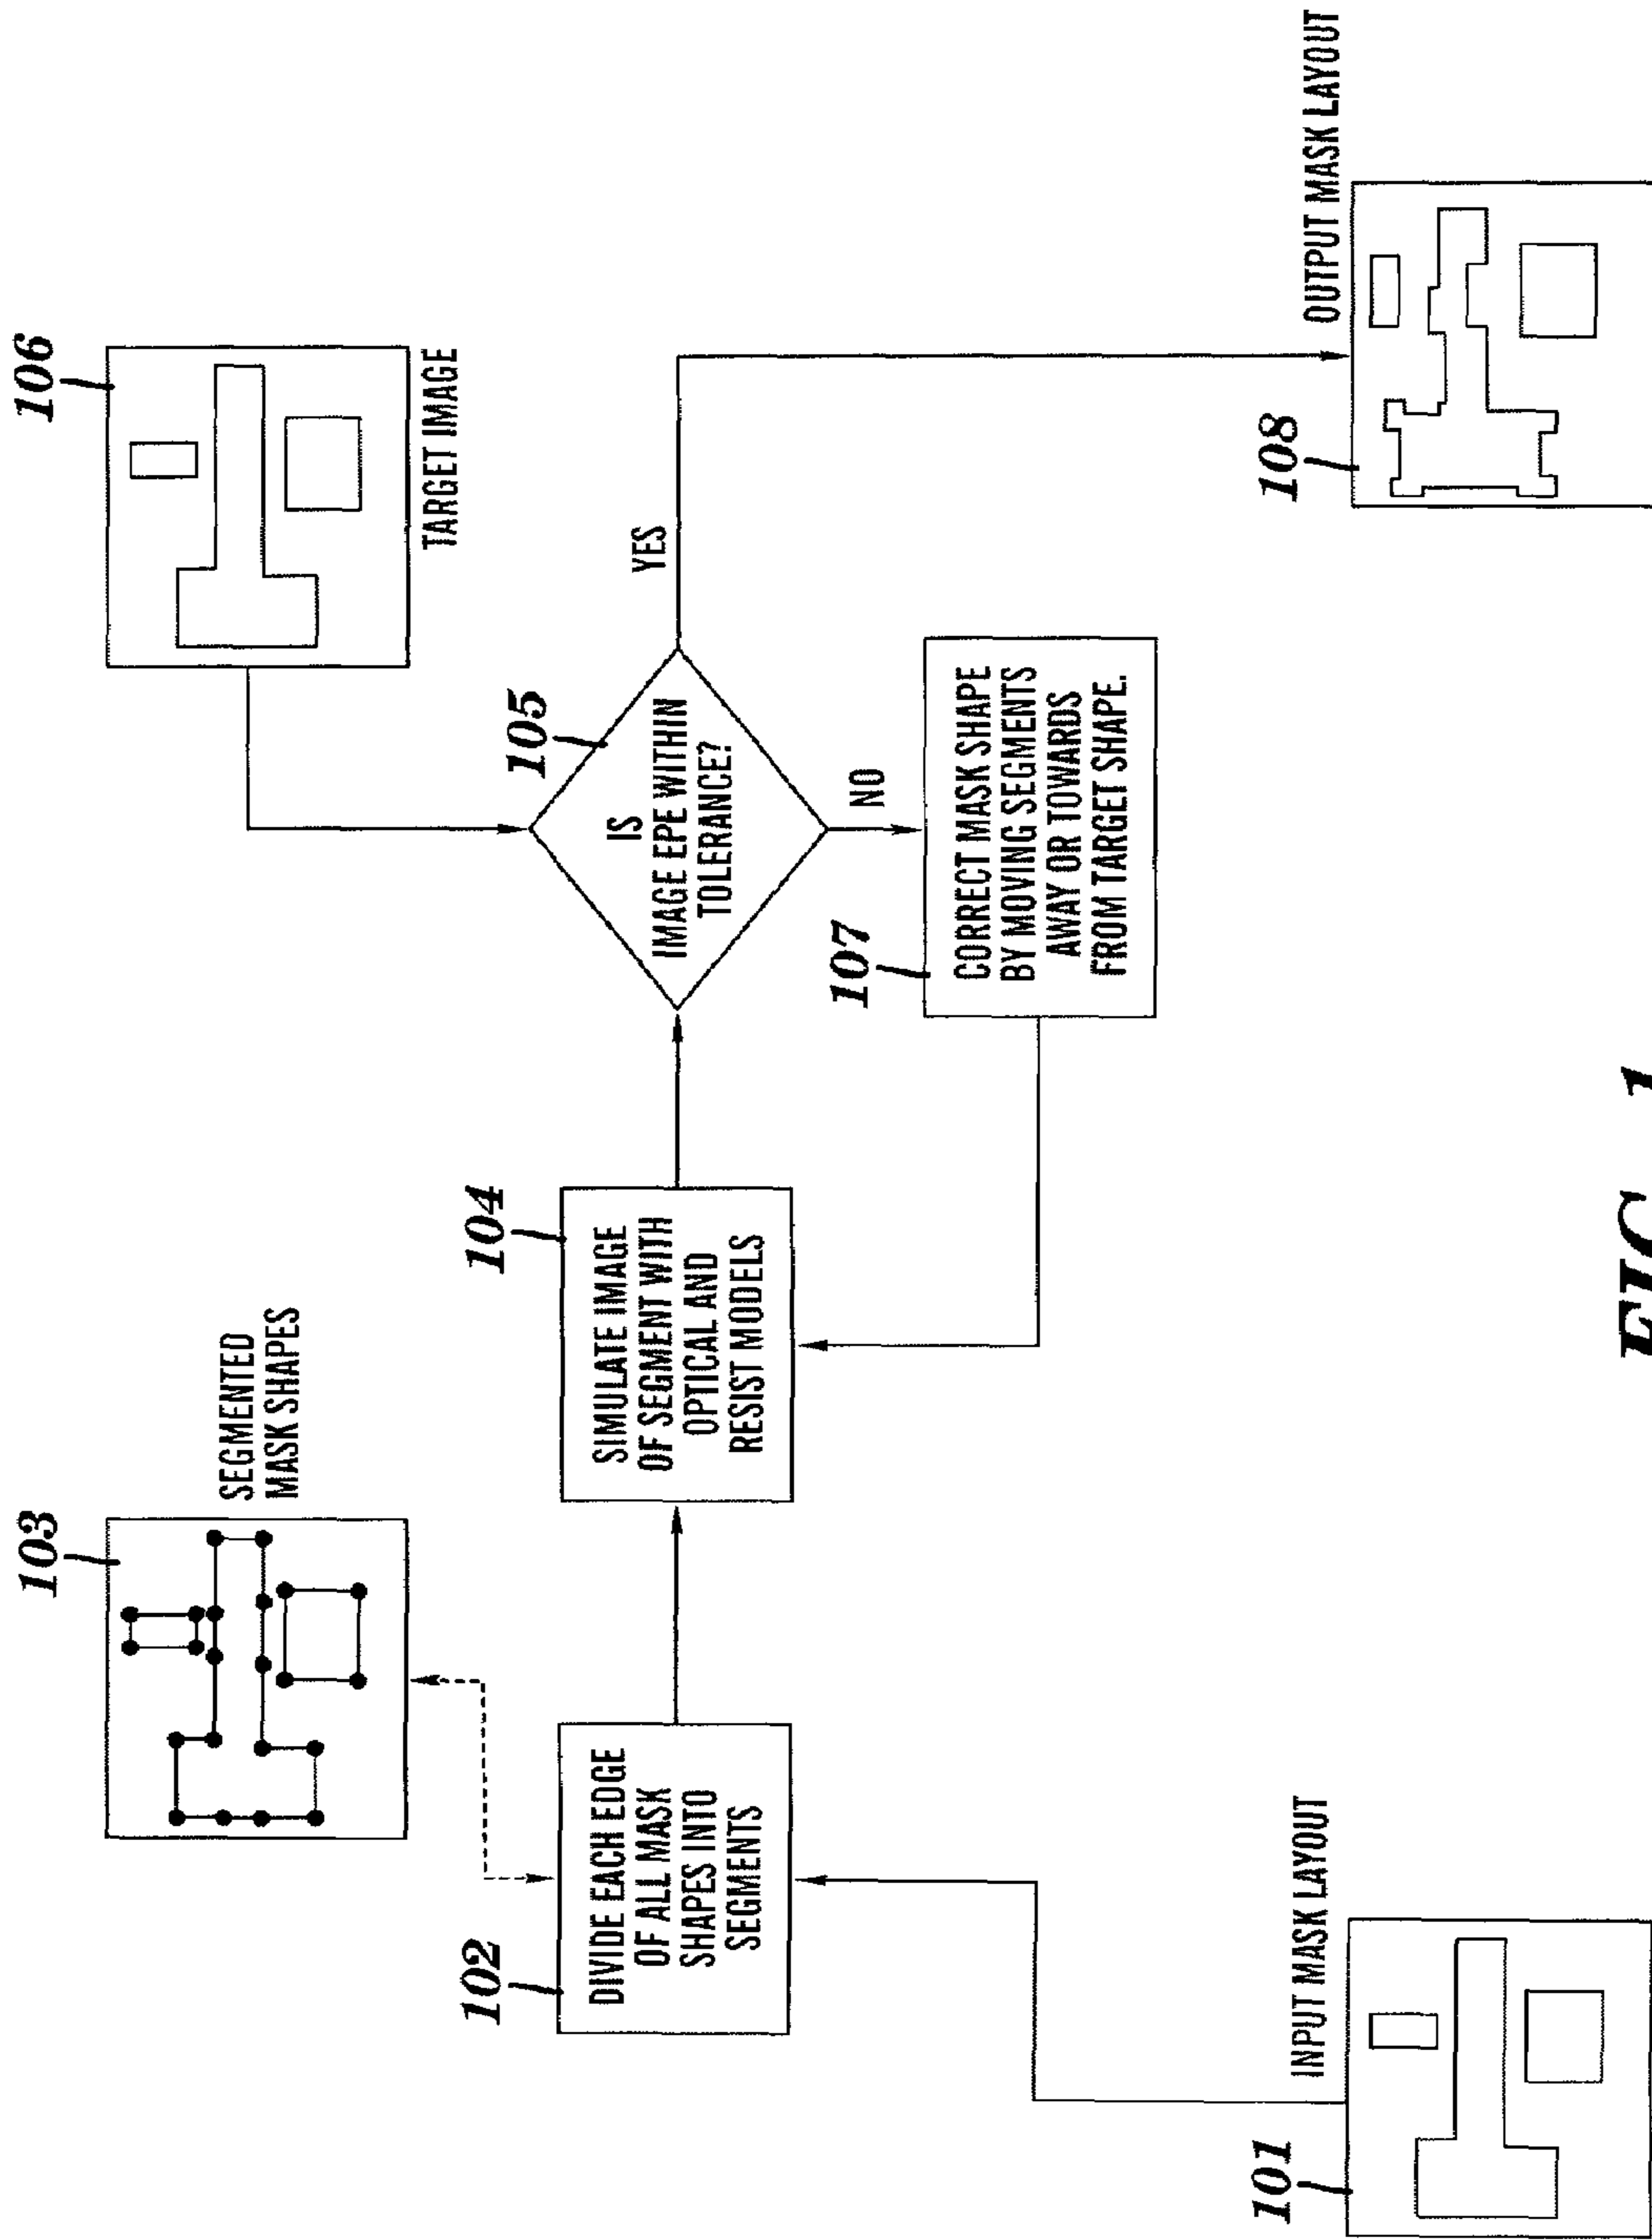 103
SEGMENTED
MASK SHAPES
106
TARGET IMAGE
102
DIVIDE EACH EDGE
OF ALL MASK
SHAPES INTO
SEGMENTS
104
SIMULATE IMAGE
OF SEGMENT WITH
OPTICAL AND
RESIST MODELS
105
IS
IMAGE EPE WITHIN
TOLERANCE?
YES
NO
107
CORRECT MASK SHAPE
BY MOVING SEGMENTS
AWAY OR TOWARDS
FROM TARGET SHAPE.
101
INPUT MASK LAYOUT
108
OUTPUT MASK LAYOUT
FIG. 1